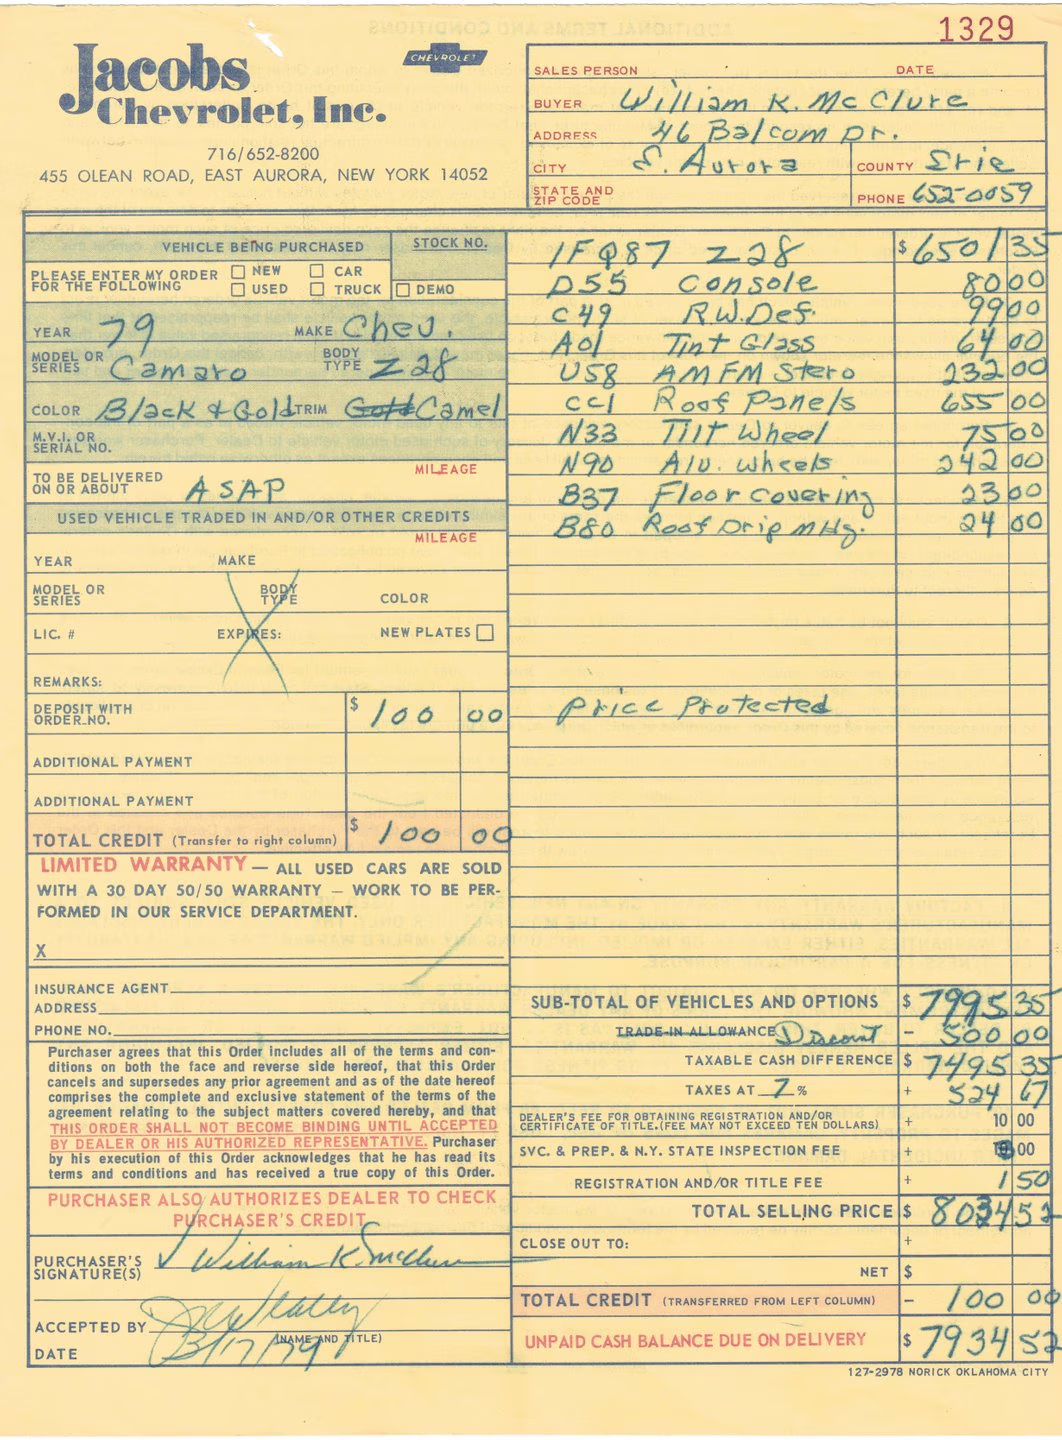 1329
Jacobs
Chevrolet, Inc.
CHEVROLET
716/652-8200
455 OLEAN ROAD, EAST AURORA, NEW YORK 14052
SALES PERSON DATE
BUYER William K. McClure
ADDRESS 46 Balcom Dr.
CITY E. Aurora COUNTY Erie
STATE AND ZIP CODE PHONE 652-0059
VEHICLE BEING PURCHASED STOCK NO.
PLEASE ENTER MY ORDER FOR THE FOLLOWING NEW CAR USED TRUCK DEMO
YEAR 79 MAKE Chev.
MODEL OR SERIES Camaro BODY TYPE Z28
COLOR Black & Gold TRIM Gold Camel
M.V.I. OR SERIAL NO.
MILEAGE
TO BE DELIVERED ON OR ABOUT ASAP
USED VEHICLE TRADED IN AND/OR OTHER CREDITS
MILEAGE
YEAR MAKE
MODEL OR SERIES BODY TYPE COLOR
LIC. # EXPIRES: NEW PLATES
REMARKS:
DEPOSIT WITH ORDER NO. $ 100 00
ADDITIONAL PAYMENT
ADDITIONAL PAYMENT
TOTAL CREDIT (Transfer to right column) $ 100 00
LIMITED WARRANTY — ALL USED CARS ARE SOLD
WITH A 30 DAY 50/50 WARRANTY – WORK TO BE PER-
FORMED IN OUR SERVICE DEPARTMENT.
X
INSURANCE AGENT
ADDRESS
PHONE NO.
Purchaser agrees that this Order includes all of the terms and con-
ditions on both the face and reverse side hereof, that this Order
cancels and supersedes any prior agreement and as of the date hereof
comprises the complete and exclusive statement of the terms of the
agreement relating to the subject matters covered hereby, and that
THIS ORDER SHALL NOT BECOME BINDING UNTIL ACCEPTED
BY DEALER OR HIS AUTHORIZED REPRESENTATIVE. Purchaser
by his execution of this Order acknowledges that he has read its
terms and conditions and has received a true copy of this Order.
PURCHASER ALSO AUTHORIZES DEALER TO CHECK
PURCHASER'S CREDIT
PURCHASER'S SIGNATURE(S) William K. McClure
ACCEPTED BY
(NAME AND TITLE)
DATE 3/17/79
1FQ87 Z28 $ 6501 35
D55 Console 80 00
C49 R.W.Def. 99 00
A01 Tint Glass 64 00
U58 AM FM Stero 232 00
CC1 Roof Panels 655 00
N33 Tilt Wheel 75 00
N90 Alu. Wheels 242 00
B37 Floor covering 23 00
B80 Roof Drip Mldg. 24 00
Price Protected
SUB-TOTAL OF VEHICLES AND OPTIONS $ 7995 35
TRADE-IN ALLOWANCE Discount – 500 00
TAXABLE CASH DIFFERENCE $ 7495 35
TAXES AT 7 % + 524 67
DEALER'S FEE FOR OBTAINING REGISTRATION AND/OR
CERTIFICATE OF TITLE. (FEE MAY NOT EXCEED TEN DOLLARS) + 10 00
SVC. & PREP. & N.Y. STATE INSPECTION FEE + 00
REGISTRATION AND/OR TITLE FEE + 1 50
TOTAL SELLING PRICE $ 8034 52
CLOSE OUT TO: +
NET $
TOTAL CREDIT (TRANSFERRED FROM LEFT COLUMN) – 100 00
UNPAID CASH BALANCE DUE ON DELIVERY $ 7934 52
127-2978 NORICK OKLAHOMA CITY